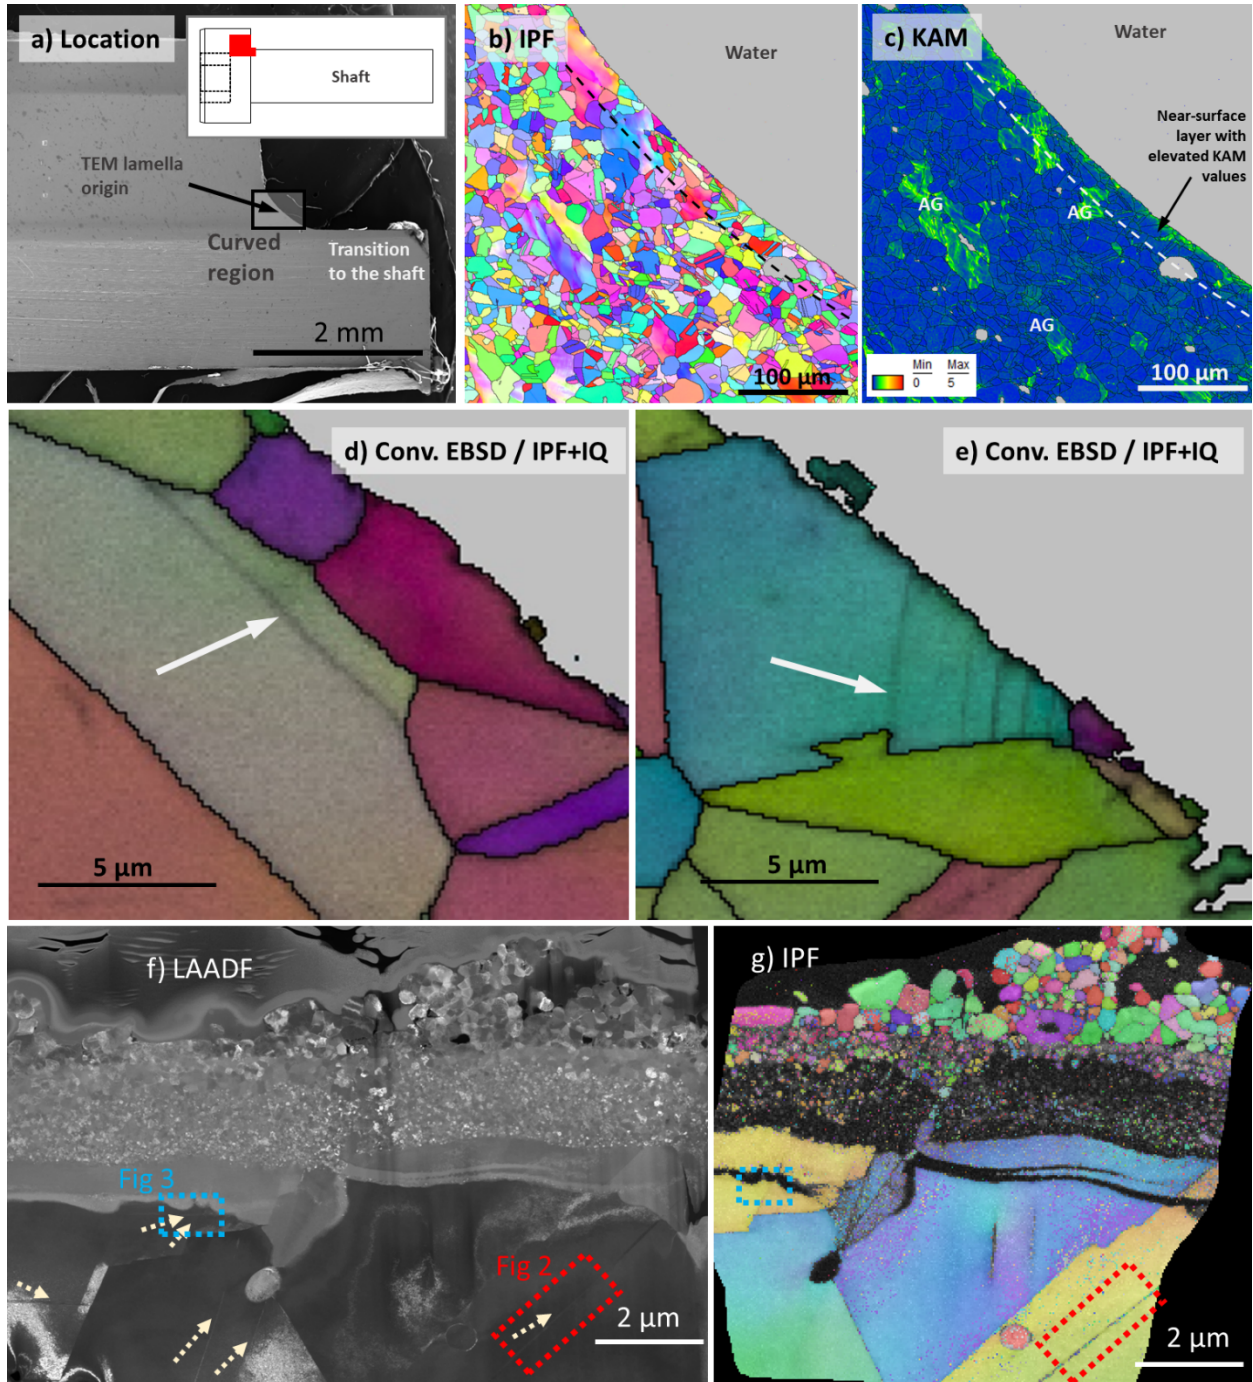 a) Location
Shaft
TEM lamella
origin
Curved
region
Transition
to the shaft
2 mm
b) IPF
Water
100 µm
c) KAM
Water
Near-surface
layer with
elevated KAM
values
AG
AG
AG
Min Max
0 5
100 µm
d) Conv. EBSD / IPF+IQ
5 µm
e) Conv. EBSD / IPF+IQ
5 µm
f) LAADF
Fig 3
Fig 2
2 µm
g) IPF
2 µm